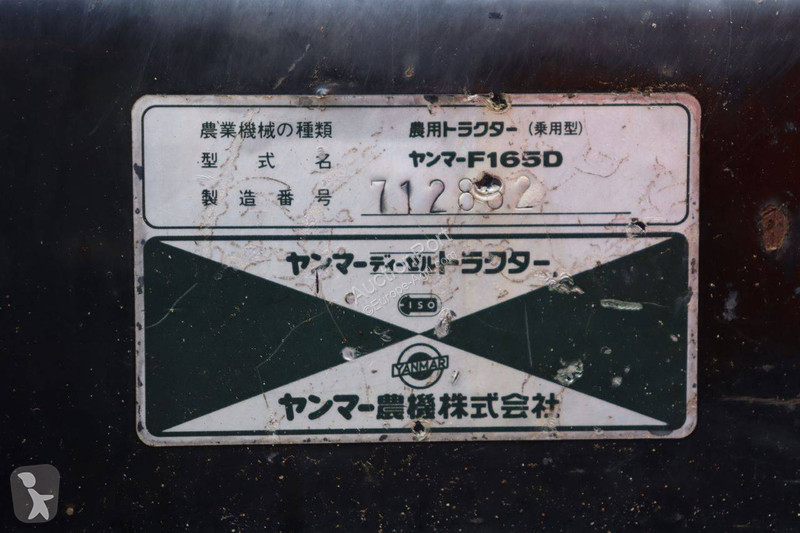 農業機械の種類 農用トラクター (乗用型)
型式名 ヤンマーF165D
製造番号 712892
ヤンマーディーゼルトラクター
ISO
YANMAR
ヤンマー農機株式会社